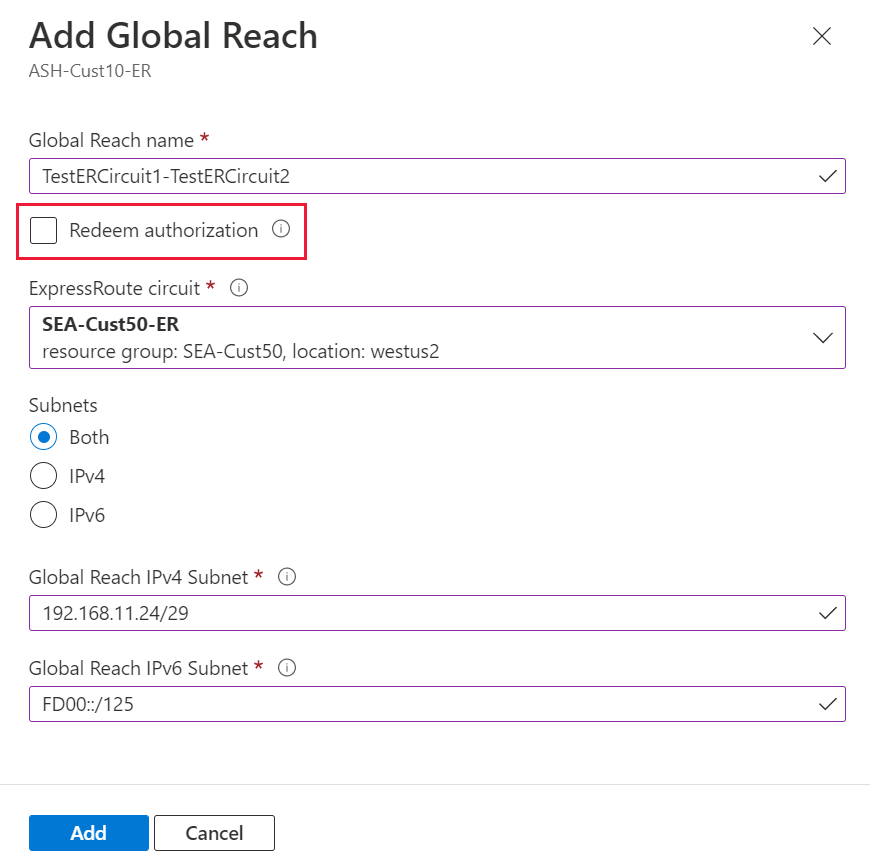 Add Global Reach
ASH-Cust10-ER
Global Reach name *
TestERCircuit1-TestERCircuit2
Redeem authorization
ExpressRoute circuit *
SEA-Cust50-ER
resource group: SEA-Cust50, location: westus2
Subnets
Both
IPv4
IPv6
Global Reach IPv4 Subnet *
192.168.11.24/29
Global Reach IPv6 Subnet *
FD00::/125
Add
Cancel